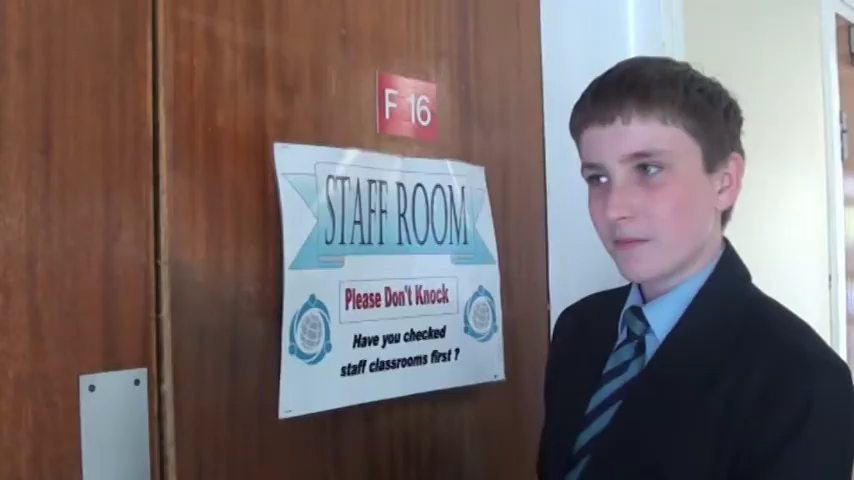 F 16
STAFF ROOM
Please Don't Knock
Have you checked
staff classrooms first ?